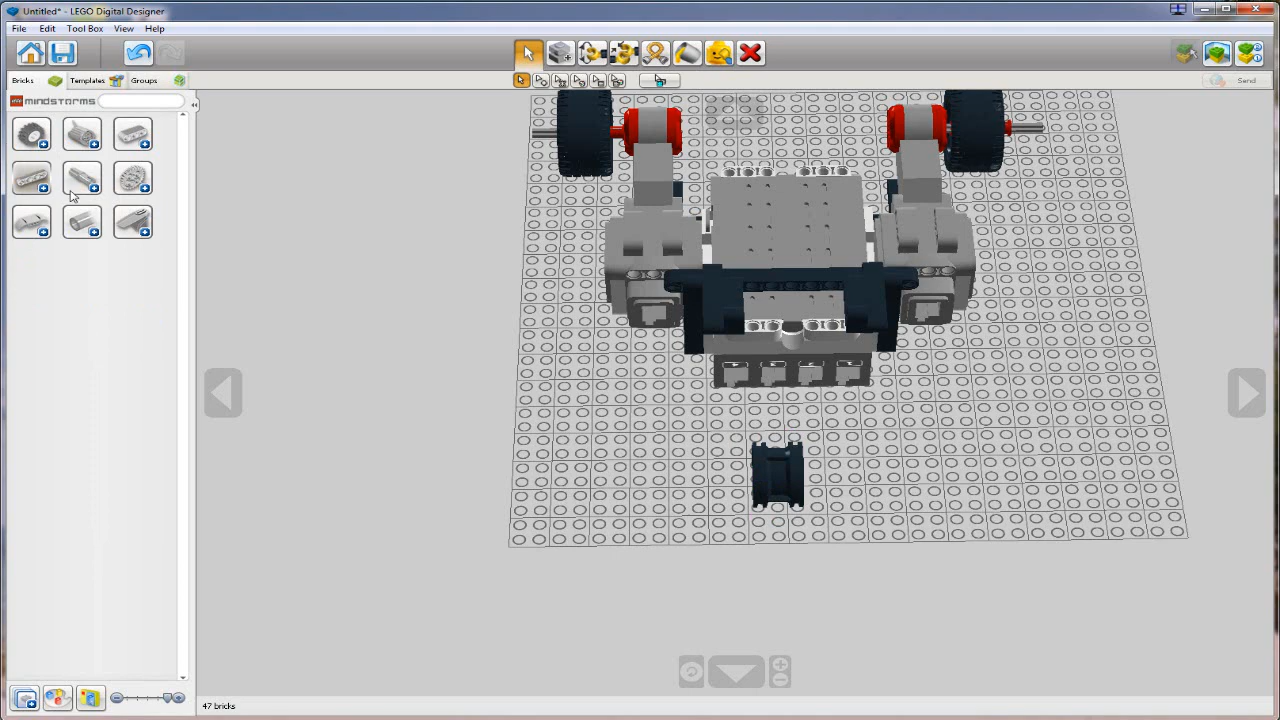 Untitled* - LEGO Digital Designer
File Edit Tool Box View Help
Bricks Templates Groups
Send
mindstorms
47 bricks